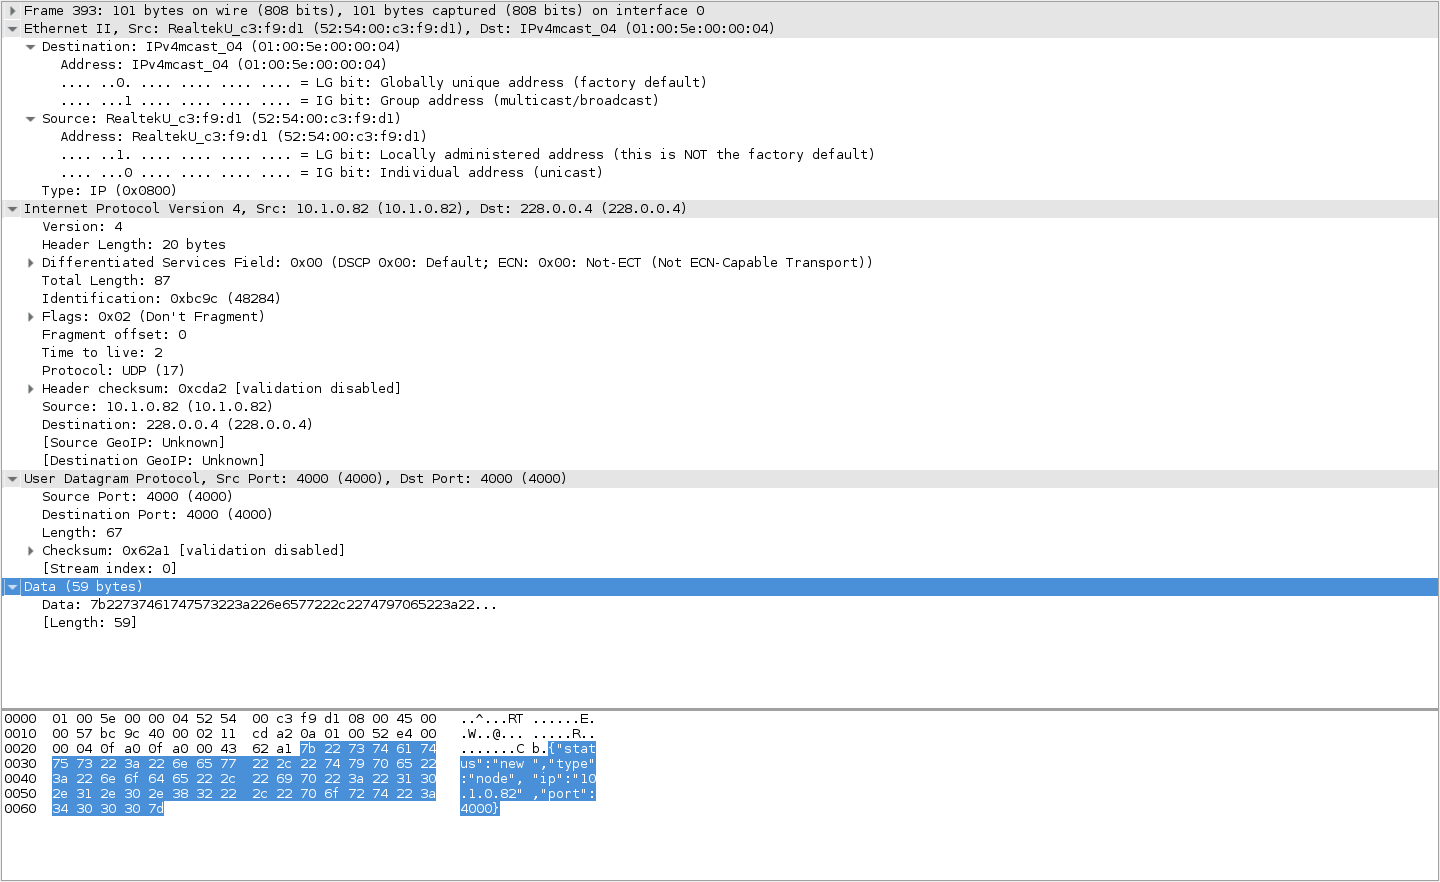 Frame 393: 101 bytes on wire (808 bits), 101 bytes captured (808 bits) on interface 0
Ethernet II, Src: RealtekU_c3:f9:d1 (52:54:00:c3:f9:d1), Dst: IPv4mcast_04 (01:00:5e:00:00:04)
Destination: IPv4mcast_04 (01:00:5e:00:00:04)
Address: IPv4mcast_04 (01:00:5e:00:00:04)
.... ..0. .... .... .... .... = LG bit: Globally unique address (factory default)
.... ...1 .... .... .... .... = IG bit: Group address (multicast/broadcast)
Source: RealtekU_c3:f9:d1 (52:54:00:c3:f9:d1)
Address: RealtekU_c3:f9:d1 (52:54:00:c3:f9:d1)
.... ..1. .... .... .... .... = LG bit: Locally administered address (this is NOT the factory default)
.... ...0 .... .... .... .... = IG bit: Individual address (unicast)
Type: IP (0x0800)
Internet Protocol Version 4, Src: 10.1.0.82 (10.1.0.82), Dst: 228.0.0.4 (228.0.0.4)
Version: 4
Header Length: 20 bytes
Differentiated Services Field: 0x00 (DSCP 0x00: Default; ECN: 0x00: Not-ECT (Not ECN-Capable Transport))
Total Length: 87
Identification: 0xbc9c (48284)
Flags: 0x02 (Don't Fragment)
Fragment offset: 0
Time to live: 2
Protocol: UDP (17)
Header checksum: 0xcda2 [validation disabled]
Source: 10.1.0.82 (10.1.0.82)
Destination: 228.0.0.4 (228.0.0.4)
[Source GeoIP: Unknown]
[Destination GeoIP: Unknown]
User Datagram Protocol, Src Port: 4000 (4000), Dst Port: 4000 (4000)
Source Port: 4000 (4000)
Destination Port: 4000 (4000)
Length: 67
Checksum: 0x62a1 [validation disabled]
[Stream index: 0]
Data (59 bytes)
Data: 7b22737461747573223a226e6577222c2274797065223a22...
[Length: 59]
0000 01 00 5e 00 00 04 52 54 00 c3 f9 d1 08 00 45 00 ..^...RT ......E.
0010 00 57 bc 9c 40 00 02 11 cd a2 0a 01 00 52 e4 00 .W..@... .....R..
0020 00 04 0f a0 0f a0 00 43 62 a1 7b 22 73 74 61 74 .......C b.{"stat
0030 75 73 22 3a 22 6e 65 77 22 2c 22 74 79 70 65 22 us":"new ","type"
0040 3a 22 6e 6f 64 65 22 2c 22 69 70 22 3a 22 31 30 :"node", "ip":"10
0050 2e 31 2e 30 2e 38 32 22 2c 22 70 6f 72 74 22 3a .1.0.82" ,"port":
0060 34 30 30 30 7d 4000}